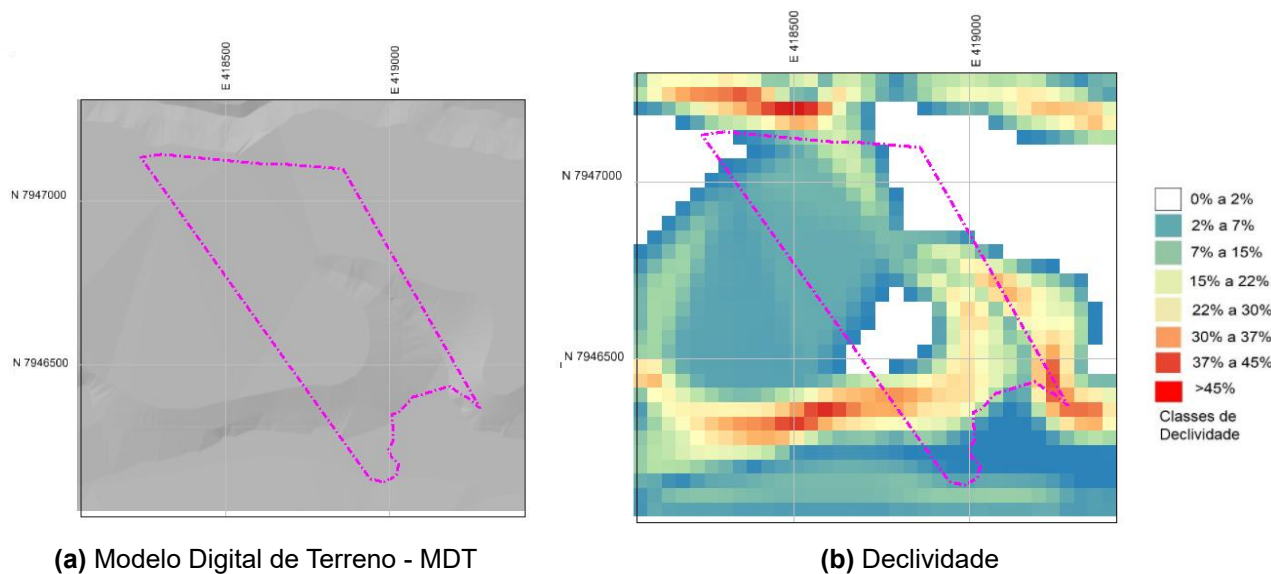 E 418500
E 419000
N 7947000
N 7946500
(a) Modelo Digital de Terreno - MDT
E 418500
E 419000
N 7947000
N 7946500
0% a 2%
2% a 7%
7% a 15%
15% a 22%
22% a 30%
30% a 37%
37% a 45%
>45%
Classes de
Declividade
(b) Declividade